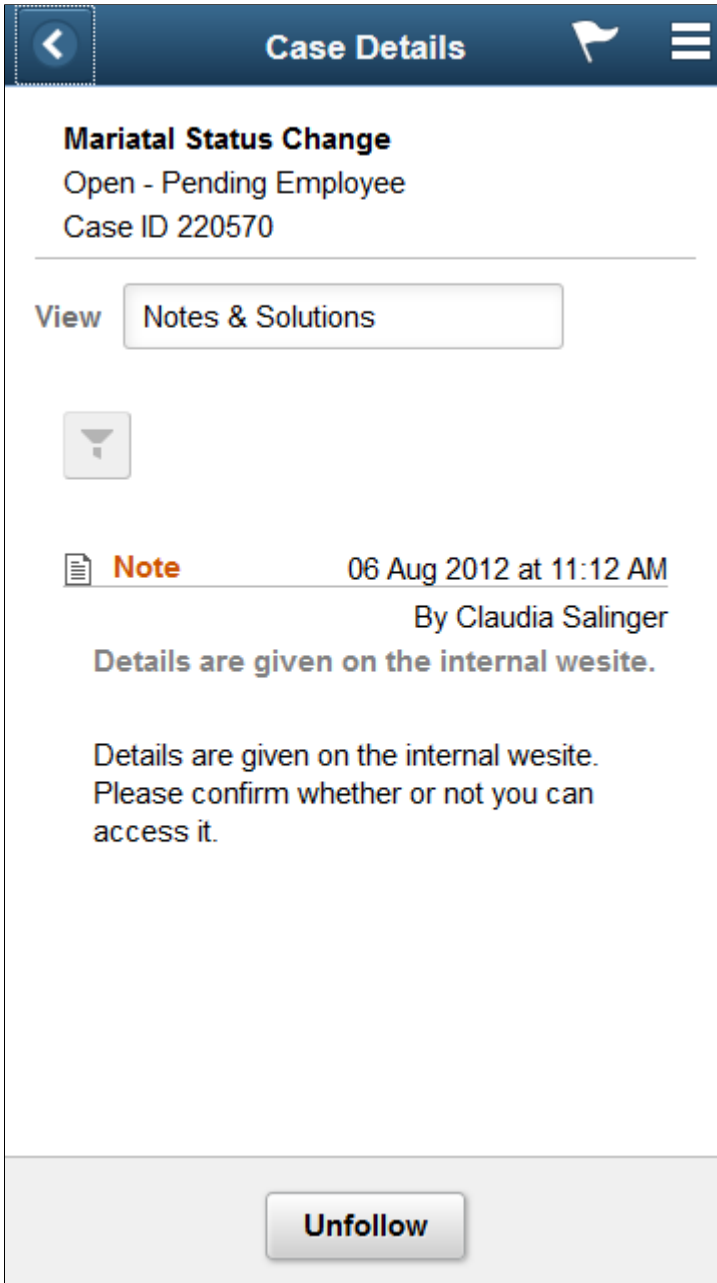 Case Details
Mariatal Status Change
Open - Pending Employee
Case ID 220570
View Notes & Solutions
Note 06 Aug 2012 at 11:12 AM
By Claudia Salinger
Details are given on the internal wesite.
Details are given on the internal wesite.
Please confirm whether or not you can
access it.
Unfollow